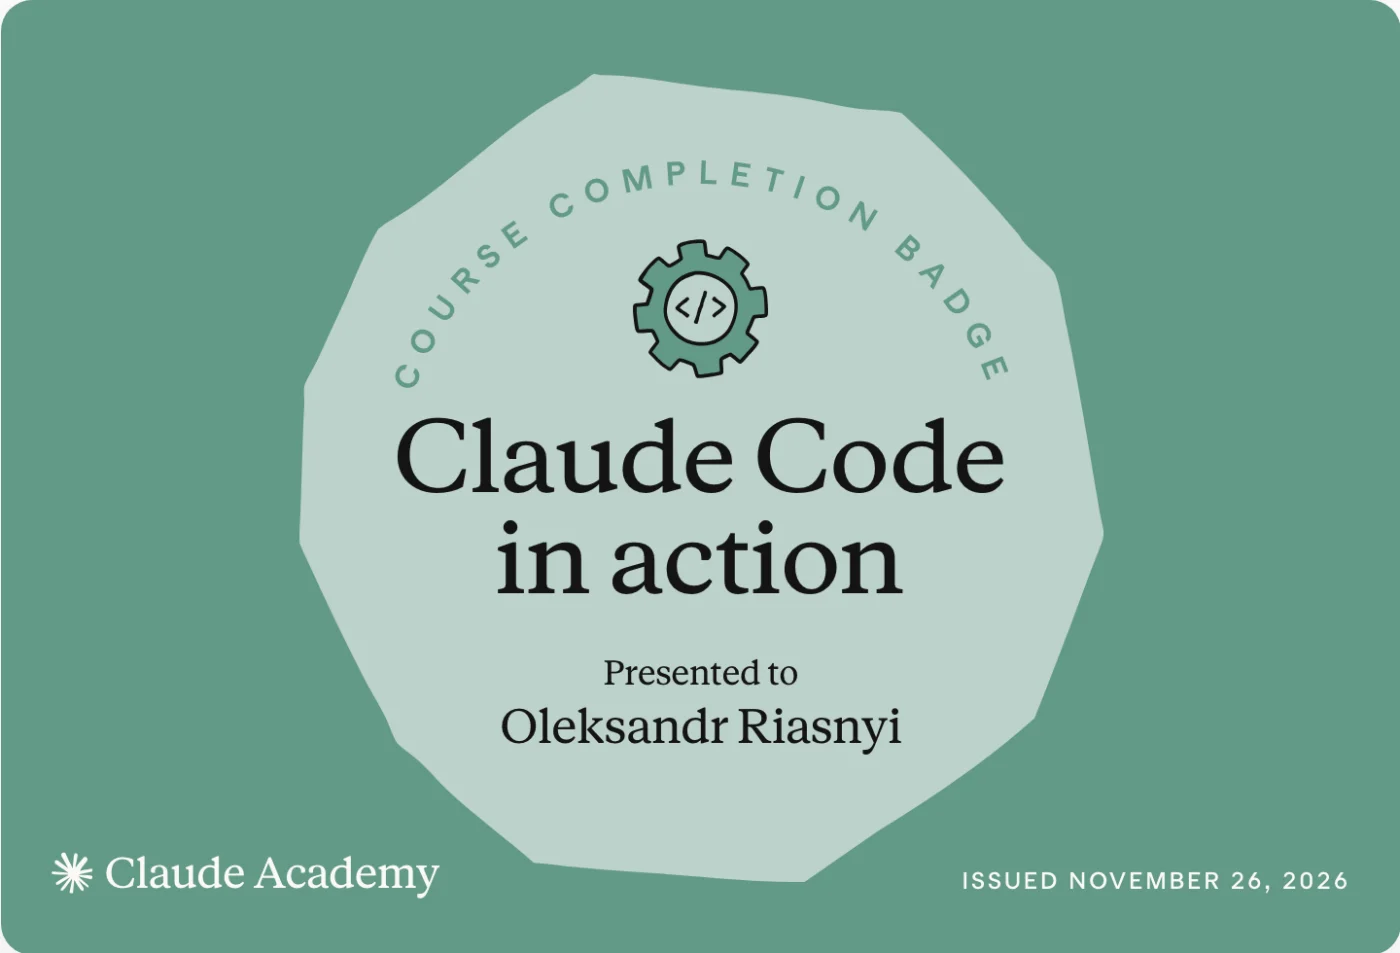 COURSE COMPLETION BADGE
</>
Claude Code
in action
Presented to
Oleksandr Riasnyi
Claude Academy
ISSUED NOVEMBER 26, 2026